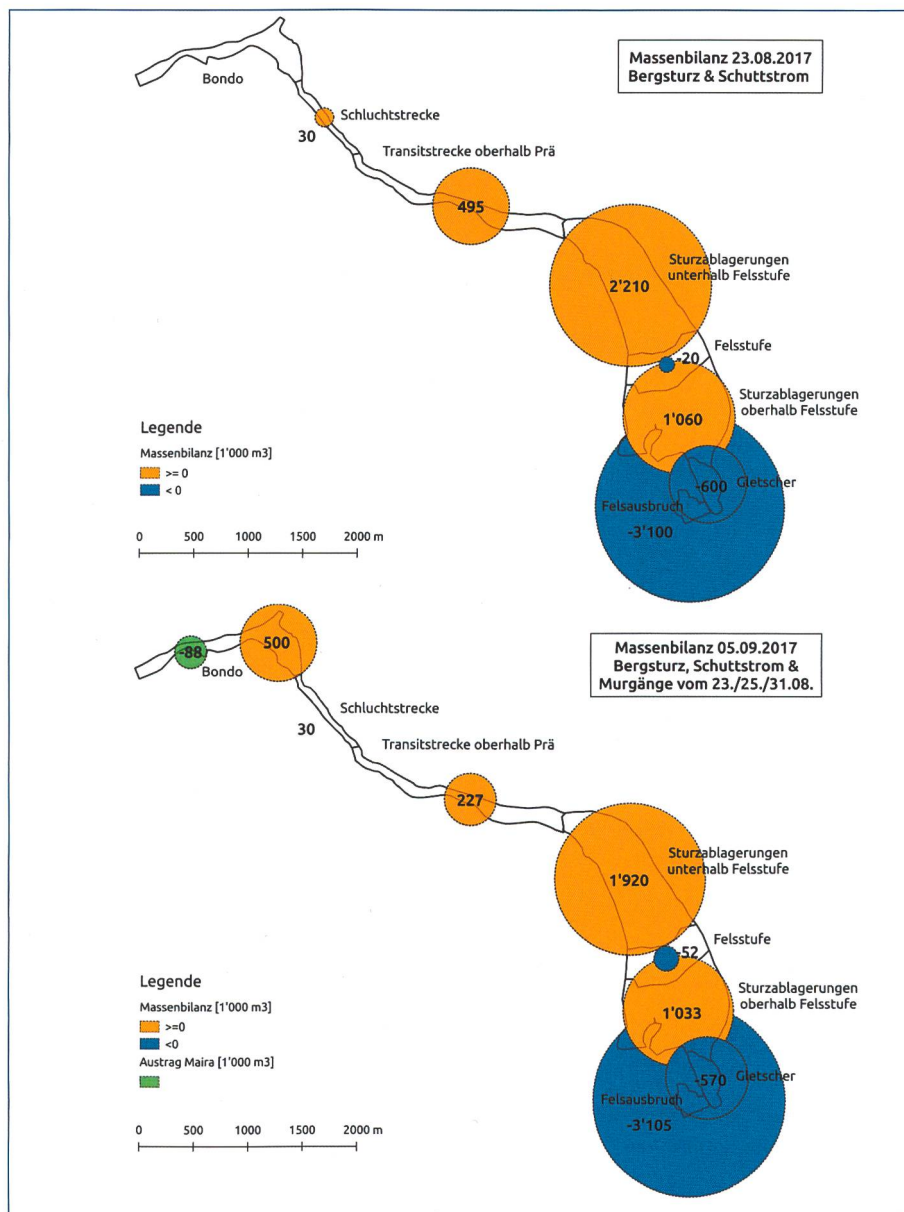 Massenbilanz 23.08.2017
Bergsturz & Schuttstrom
Bondo
Schluchtstrecke
30
Transitstrecke oberhalb Prä
495
Sturzablagerungen
unterhalb Felsstufe
2'210
Felsstufe
-20
Sturzablagerungen
oberhalb Felsstufe
1'060
Gletscher
-600
Felsausbruch
-3'100
Legende
Massenbilanz [1'000 m3]
>= 0
< 0
0 500 1000 1500 2000 m
Massenbilanz 05.09.2017
Bergsturz, Schuttstrom &
Murgänge vom 23./25./31.08.
-88
500
Bondo
Schluchtstrecke
30
Transitstrecke oberhalb Prä
227
Sturzablagerungen
unterhalb Felsstufe
1'920
Felsstufe
-52
Sturzablagerungen
oberhalb Felsstufe
1'033
Gletscher
-570
Felsausbruch
-3'105
Legende
Massenbilanz [1'000 m3]
>=0
<0
Austrag Maira [1'000 m3]
0 500 1000 1500 2000 m